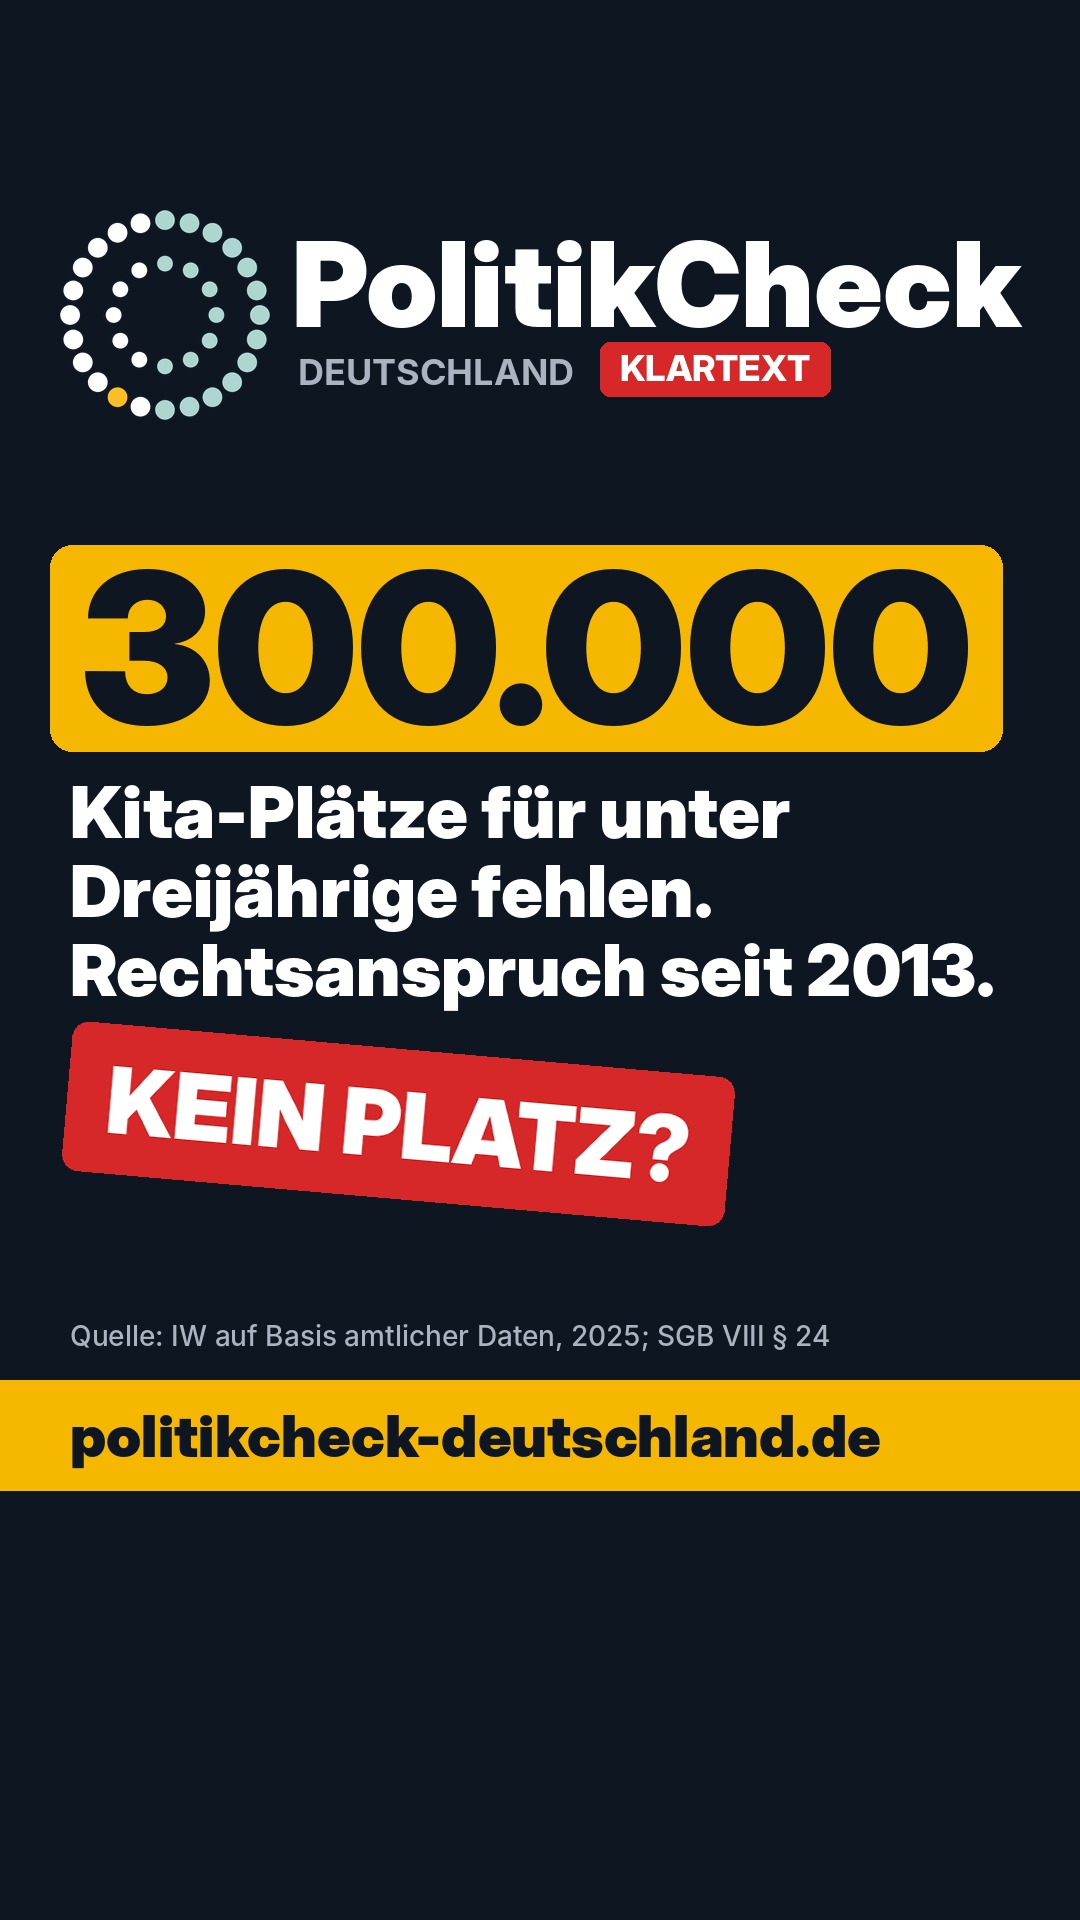 PolitikCheck
DEUTSCHLAND KLARTEXT
300.000
Kita-Plätze für unter
Dreijährige fehlen.
Rechtsanspruch seit 2013.
KEIN PLATZ?
Quelle: IW auf Basis amtlicher Daten, 2025; SGB VIII § 24
politikcheck-deutschland.de